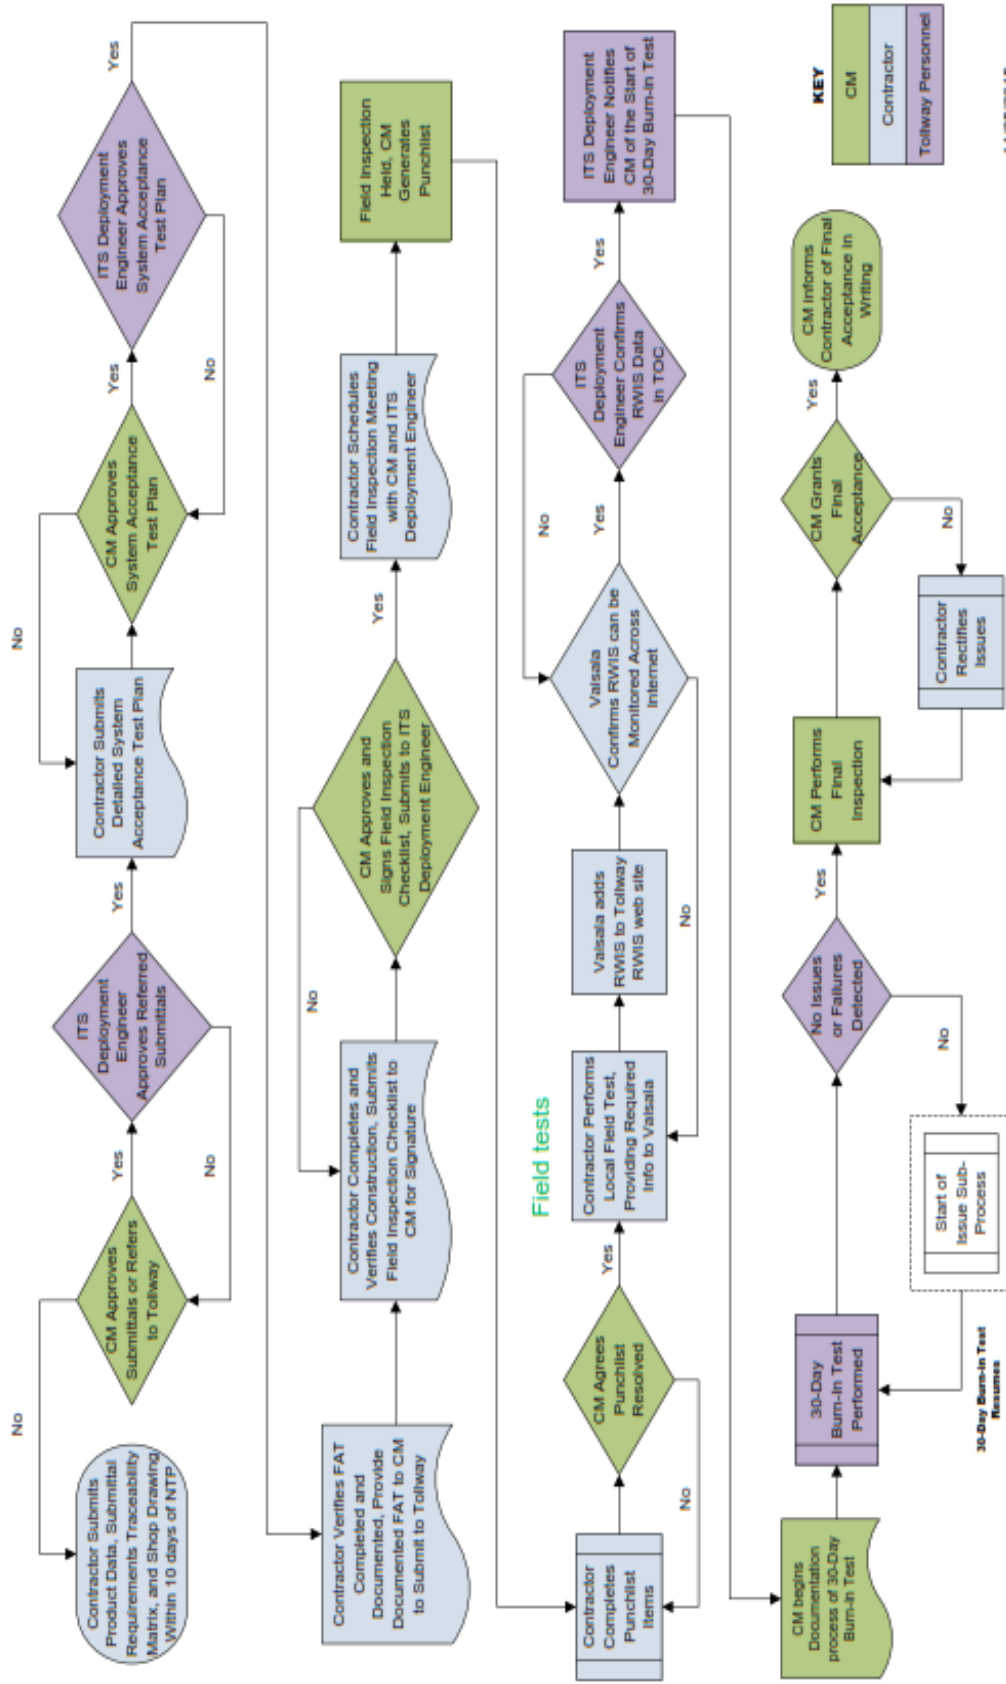 Contractor Submits
Product Data, Submittal
Requirements Traceability
Matrix, and Shop Drawing
Within 10 days of NTP
No
CM Approves
Submittals or Refers
to Tollway
Yes
No
ITS
Deployment
Engineer
Approves Referred
Submittals
Yes
Contractor Submits
Detailed System
Acceptance Test Plan
No
CM Approves
System Acceptance
Test Plan
Yes
No
ITS Deployment
Engineer Approves
System Acceptance
Test Plan
Yes
Contractor Verifies FAT
Completed and
Documented, Provide
Documented FAT to CM
to Submit to Tollway
Contractor Completes and
Verifies Construction, Submits
Field Inspection Checklist to
CM for Signature
No
CM Approves and
Signs Field Inspection
Checklist, Submits to ITS
Deployment Engineer
Yes
Contractor Schedules
Field Inspection Meeting
with CM and ITS
Deployment Engineer
Field Inspection
Held, CM
Generates
Punchlist
Contractor
Completes
Punchlist
Items
No
CM Agrees
Punchlist
Resolved
Yes
Field tests
Contractor Performs
Local Field Test,
Providing Required
Info to Vaisala
Vaisala adds
RWIS to Tollway
RWIS web site
No
Vaisala
Confirms RWIS can be
Monitored Across
Internet
Yes
No
ITS
Deployment
Engineer Confirms
RWIS Data
in TOC
Yes
ITS Deployment
Engineer Notifies
CM of the Start of
30-Day Burn-in Test
CM begins
Documentation
process of 30-Day
Burn-in Test
30-Day
Burn-In Test
Performed
30-Day Burn-in Test
Resumes
Start of
Issue Sub-
Process
No
No Issues
or Failures
Detected
Yes
CM Performs
Final
Inspection
Contractor
Rectifies
Issues
No
CM Grants
Final
Acceptance
Yes
CM Informs
Contractor of Final
Acceptance in
Writing
KEY
CM
Contractor
Tollway Personnel